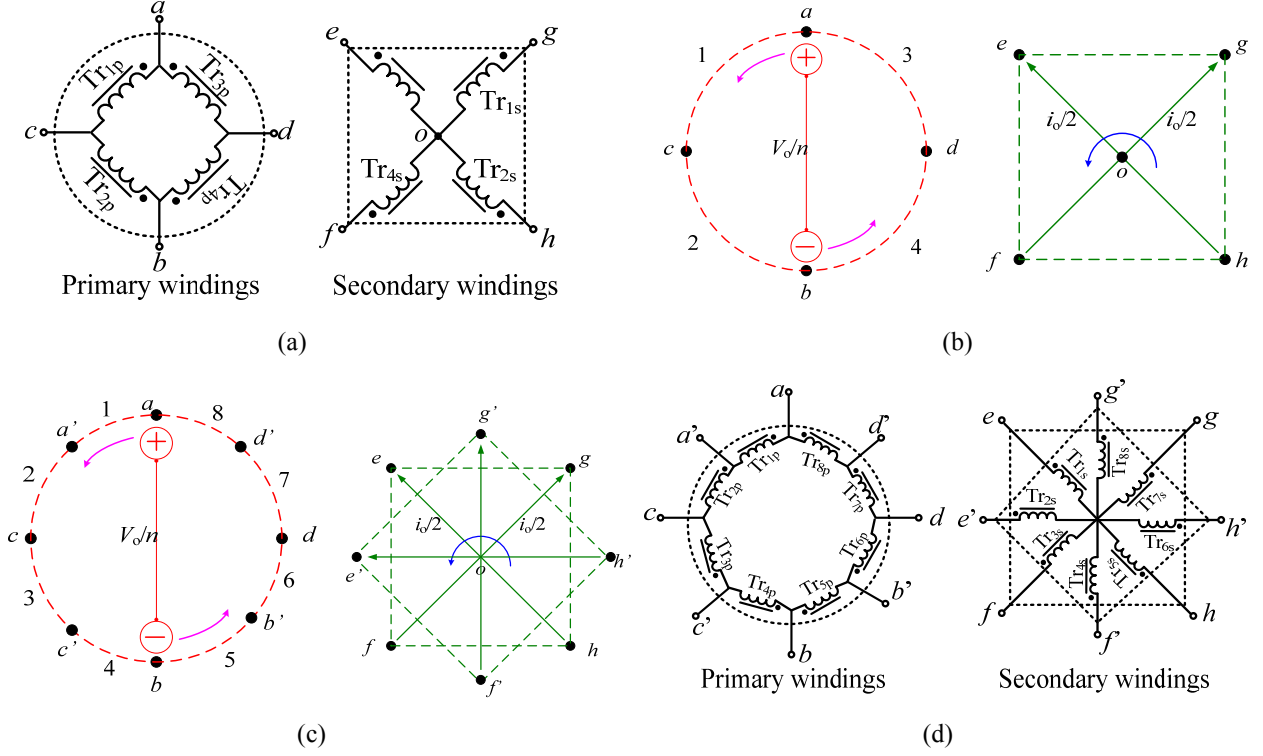 a
Tr1p
Tr3p
c
d
Tr2p
Tr4p
b
Primary windings
e
g
Tr1s
o
Tr4s
Tr2s
f
h
Secondary windings
(a)
a
1
3
+
c
d
Vo/n
2
4
−
b
e
g
io/2
io/2
o
f
h
(b)
1
a
8
a'
d'
+
2
7
c
d
Vo/n
3
6
c'
b'
−
4
b
5
g'
e
g
io/2
io/2
e'
o
h'
f
h
f'
(c)
a
a'
d'
Tr1p
Tr8p
Tr2p
Tr7p
c
d
Tr3p
Tr6p
Tr4p
Tr5p
c'
b'
b
Primary windings
g'
e
g
Tr1s
Tr8s
Tr7s
Tr2s
e'
h'
Tr3s
Tr6s
Tr4s
Tr5s
f
h
f'
Secondary windings
(d)